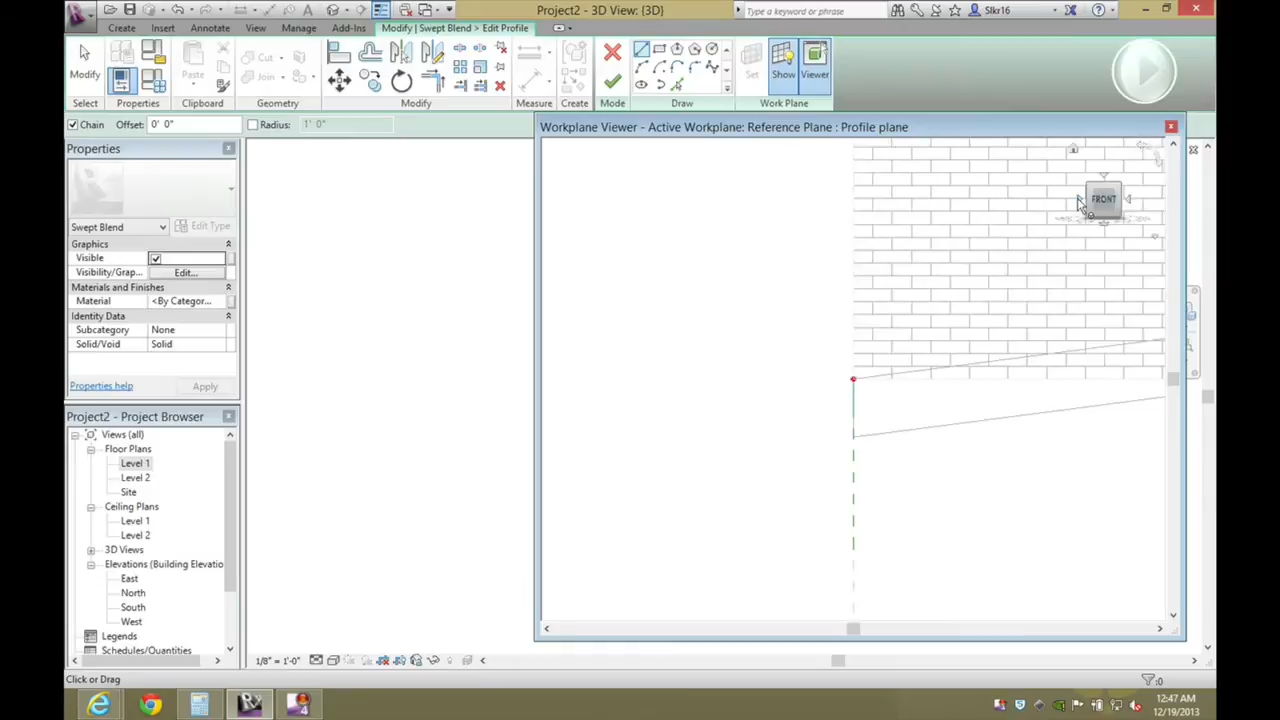 Project2 - 3D View: {3D}
Type a keyword or phrase
Slkr16
Create Insert Annotate View Manage Add-Ins Modify | Swept Blend > Edit Profile
Modify
Cut
Join
Paste
Set Show Viewer
Select Properties Clipboard Geometry Modify Measure Create Mode Draw Work Plane
Chain Offset: 0' 0" Radius: 1' 0"
Properties
Swept Blend
Edit Type
Graphics
Visible
Visibility/Grap... Edit...
Materials and Finishes
Material <By Categor...
Identity Data
Subcategory None
Solid/Void Solid
Properties help Apply
Project2 - Project Browser
Views (all)
Floor Plans
Level 1
Level 2
Site
Ceiling Plans
Level 1
Level 2
3D Views
Elevations (Building Elevatio
East
North
South
West
Legends
Schedules/Quantities
Workplane Viewer - Active Workplane: Reference Plane : Profile plane
FRONT
1/8" = 1'-0"
Click or Drag
:0
12:47 AM
12/19/2013